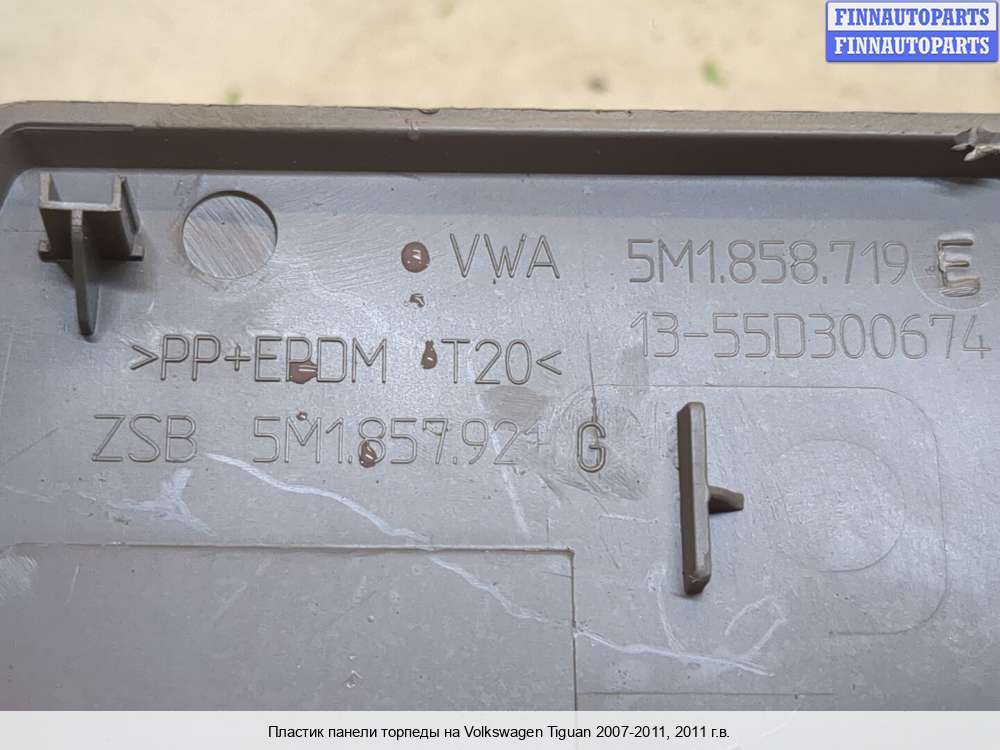 FINNAUTOPARTS
FINNAUTOPARTS
VWA 5M1.858.719 E
13-55D300674
>PP+EPDM T20<
ZSB 5M1.857.921 G
Пластик панели торпеды на Volkswagen Tiguan 2007-2011, 2011 г.в.